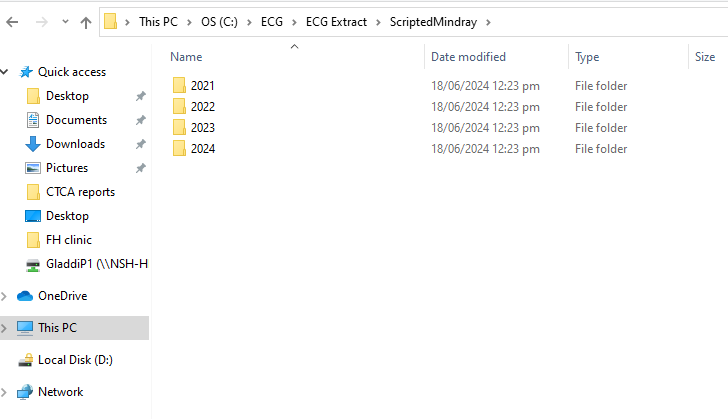 This PC > OS (C:) > ECG > ECG Extract > ScriptedMindray >
Name Date modified Type Size
Quick access
Desktop
Documents
Downloads
Pictures
CTCA reports
Desktop
FH clinic
GladdiP1 (\\NSH-H
OneDrive
This PC
Local Disk (D:)
Network
2021 18/06/2024 12:23 pm File folder
2022 18/06/2024 12:23 pm File folder
2023 18/06/2024 12:23 pm File folder
2024 18/06/2024 12:23 pm File folder